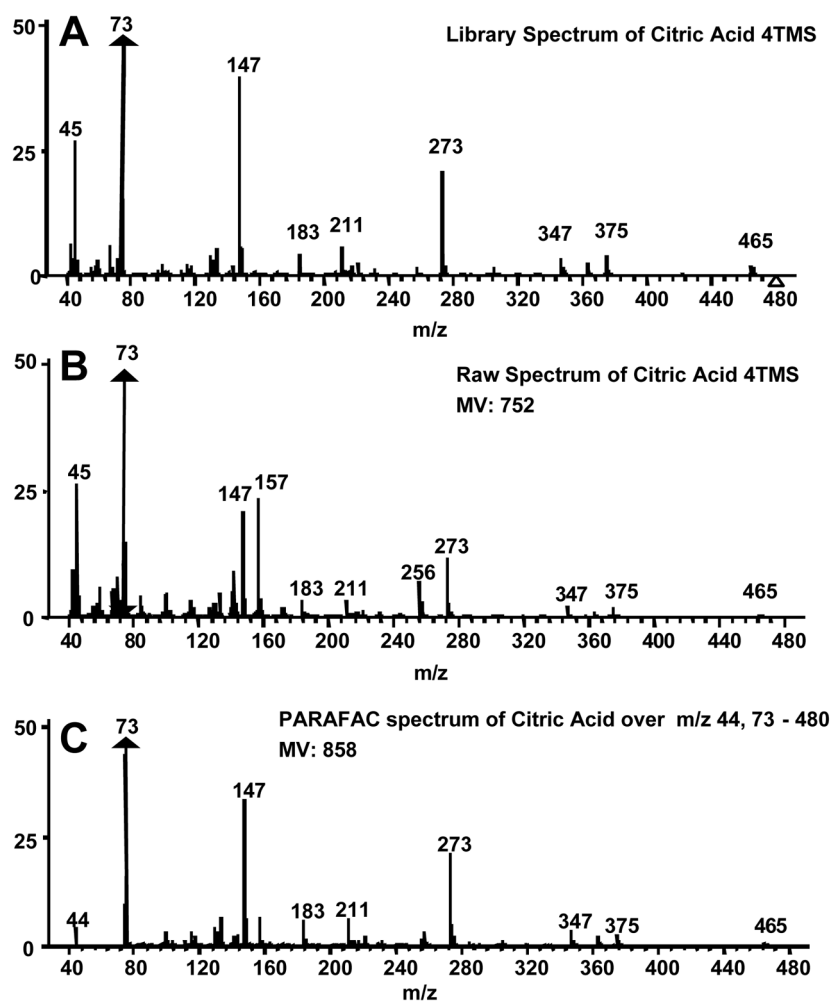 A
Library Spectrum of Citric Acid 4TMS
50
25
0
73
45
147
183
211
273
347
375
465
40 80 120 160 200 240 280 320 360 400 440 480
m/z
B
Raw Spectrum of Citric Acid 4TMS
MV: 752
50
25
0
73
45
147
157
183
211
256
273
347
375
465
40 80 120 160 200 240 280 320 360 400 440 480
m/z
C
PARAFAC spectrum of Citric Acid over m/z 44, 73 - 480
MV: 858
50
25
0
73
44
147
183
211
273
347
375
465
40 80 120 160 200 240 280 320 360 400 440 480
m/z